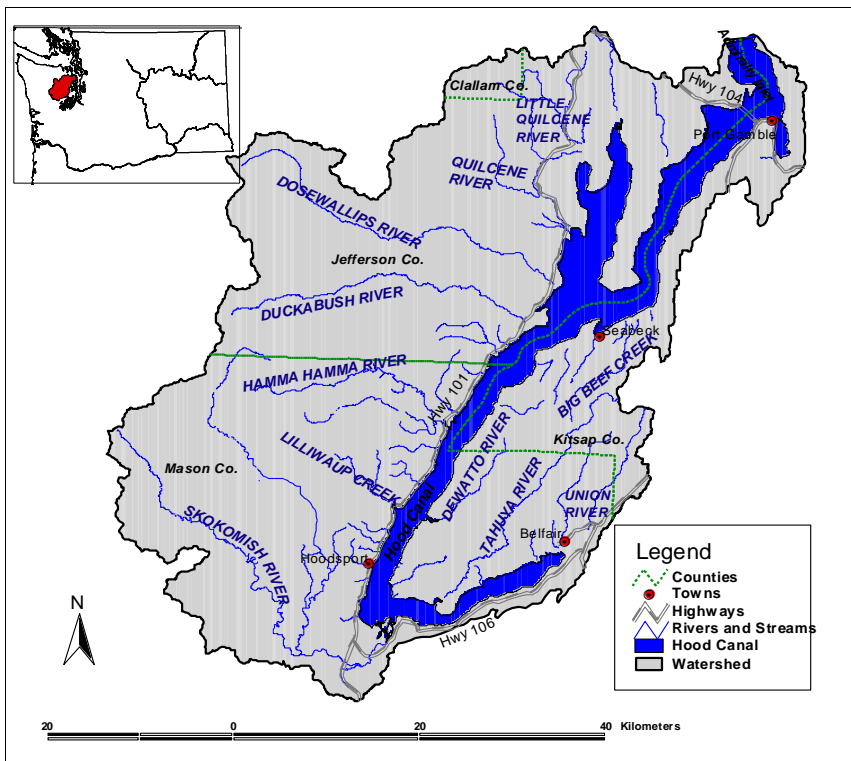 Admiralty Inlet
Hwy 104
Clallam Co.
LITTLE
QUILCENE
RIVER
Port Gamble
QUILCENE
RIVER
DOSEWALLIPS RIVER
Jefferson Co.
DUCKABUSH RIVER
Seabeck
HAMMA HAMMA RIVER
BIG BEEF CREEK
Hwy 101
Kitsap Co.
DEWATTO RIVER
LILLIWAUP CREEK
Mason Co.
TAHUYA RIVER
UNION
RIVER
SKOKOMISH RIVER
Hood Canal
Belfair
Hoodsport
Hwy 106
N
Legend
Counties
Towns
Highways
Rivers and Streams
Hood Canal
Watershed
20 0 20 40 Kilometers